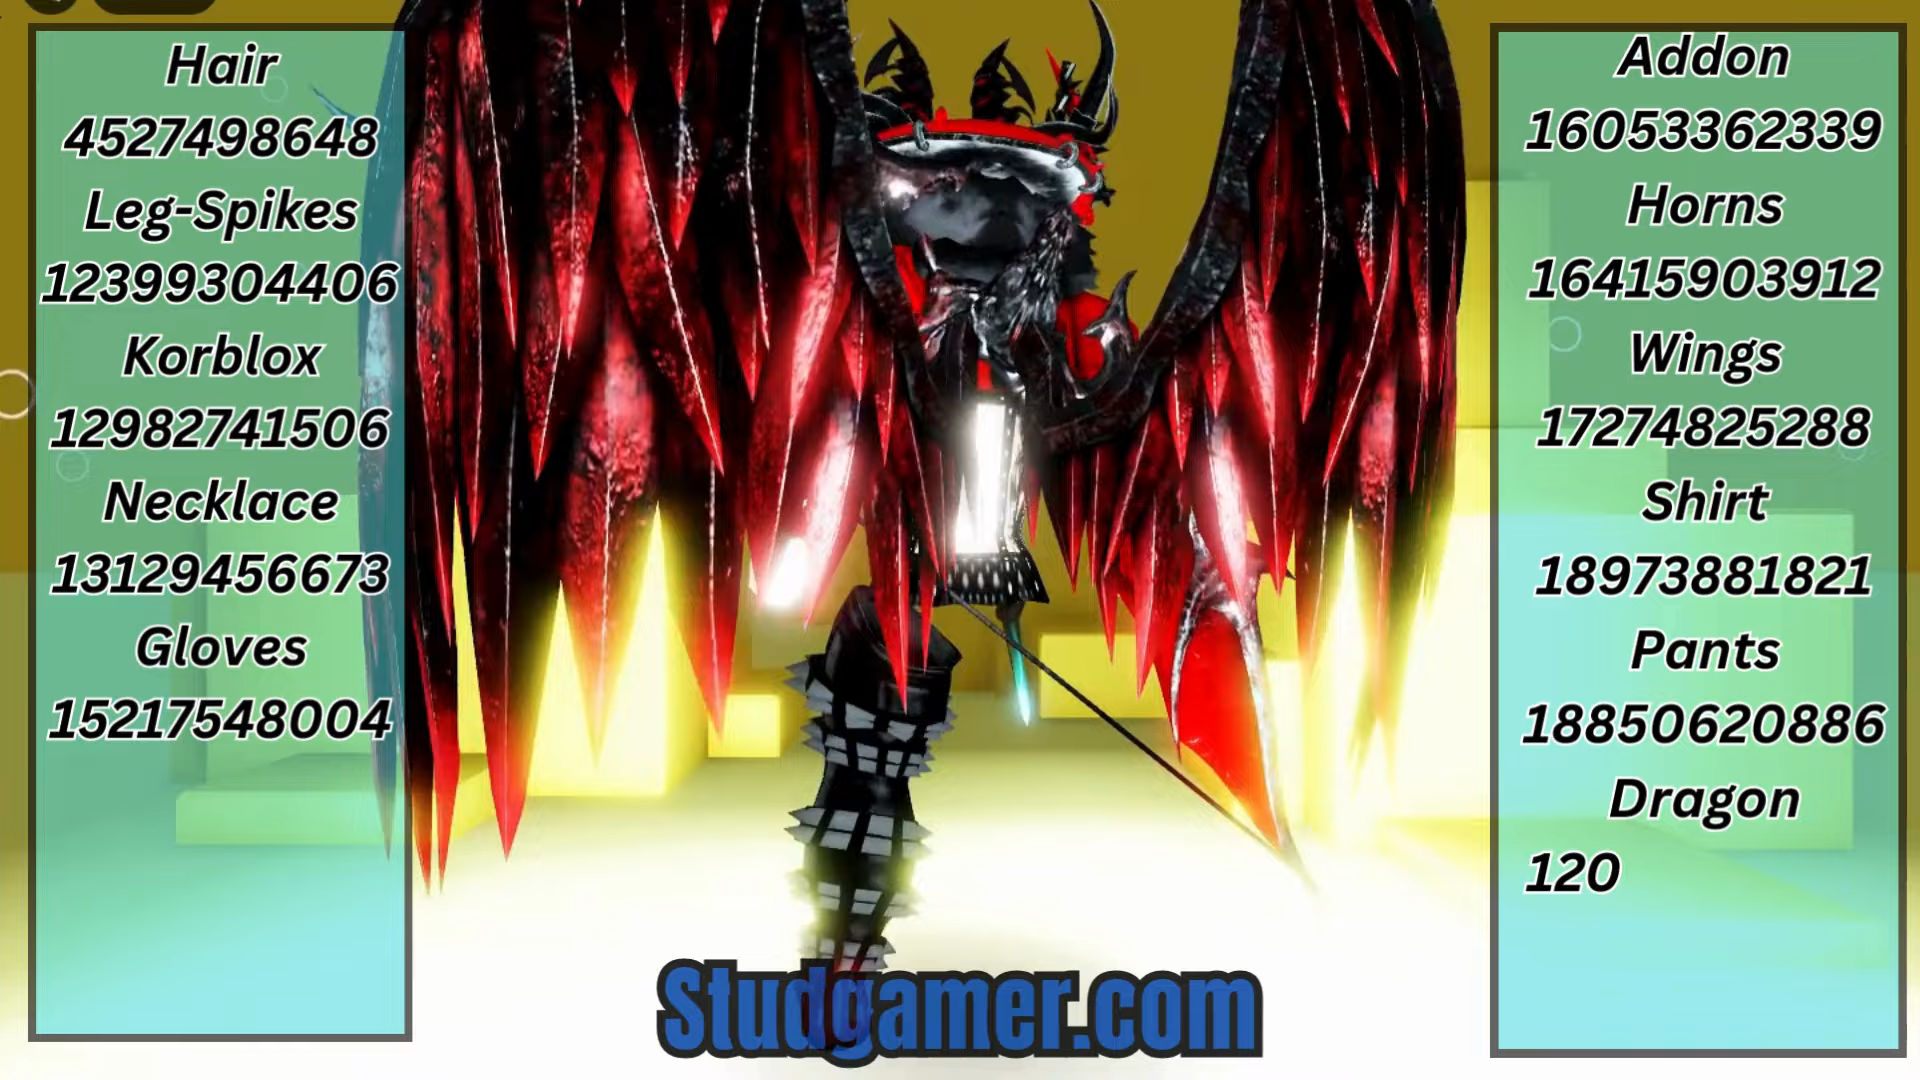 Hair
4527498648
Leg-Spikes
12399304406
Korblox
12982741506
Necklace
13129456673
Gloves
15217548004
Addon
16053362339
Horns
16415903912
Wings
17274825288
Shirt
18973881821
Pants
18850620886
Dragon
120
Studgamer.com